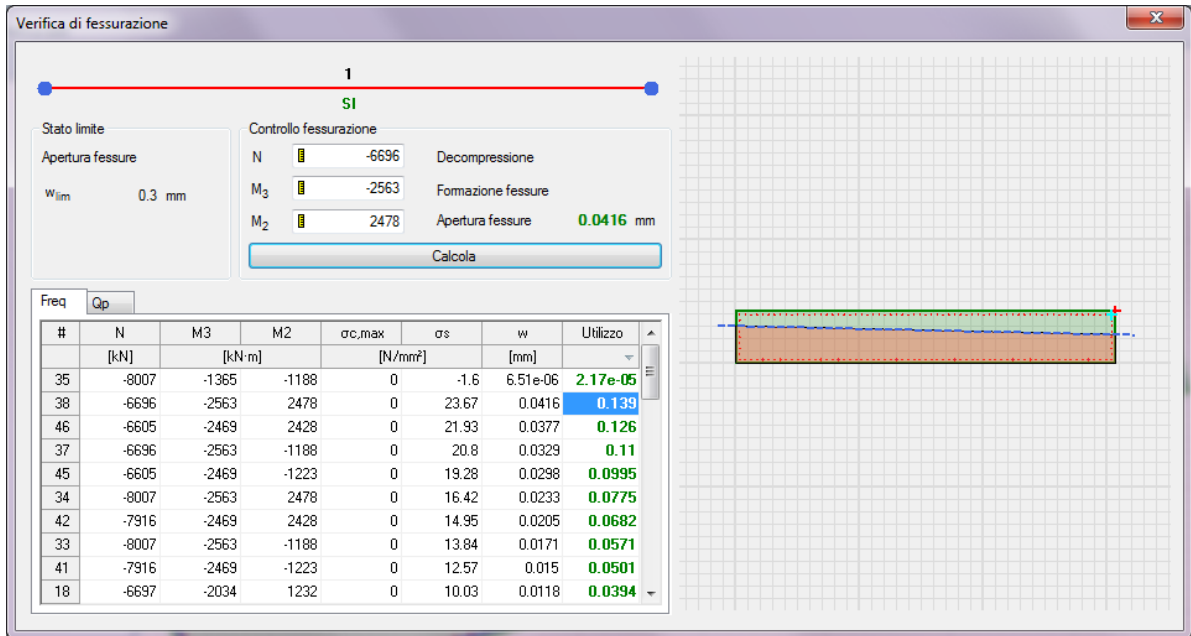 Verifica di fessurazione
1
SI
Stato limite
Apertura fessure
wlim 0.3 mm
Controllo fessurazione
N -6696 Decompressione
M3 -2563 Formazione fessure
M2 2478 Apertura fessure 0.0416 mm
Calcola
Freq Qp
# N M3 M2 σc,max σs w Utilizzo
[kN] [kN·m] [N/mm²] [mm]
35 -8007 -1365 -1188 0 -1.6 6.51e-06 2.17e-05
38 -6696 -2563 2478 0 23.67 0.0416 0.139
46 -6605 -2469 2428 0 21.93 0.0377 0.126
37 -6696 -2563 -1188 0 20.8 0.0329 0.11
45 -6605 -2469 -1223 0 19.28 0.0298 0.0995
34 -8007 -2563 2478 0 16.42 0.0233 0.0775
42 -7916 -2469 2428 0 14.95 0.0205 0.0682
33 -8007 -2563 -1188 0 13.84 0.0171 0.0571
41 -7916 -2469 -1223 0 12.57 0.015 0.0501
18 -6697 -2034 1232 0 10.03 0.0118 0.0394